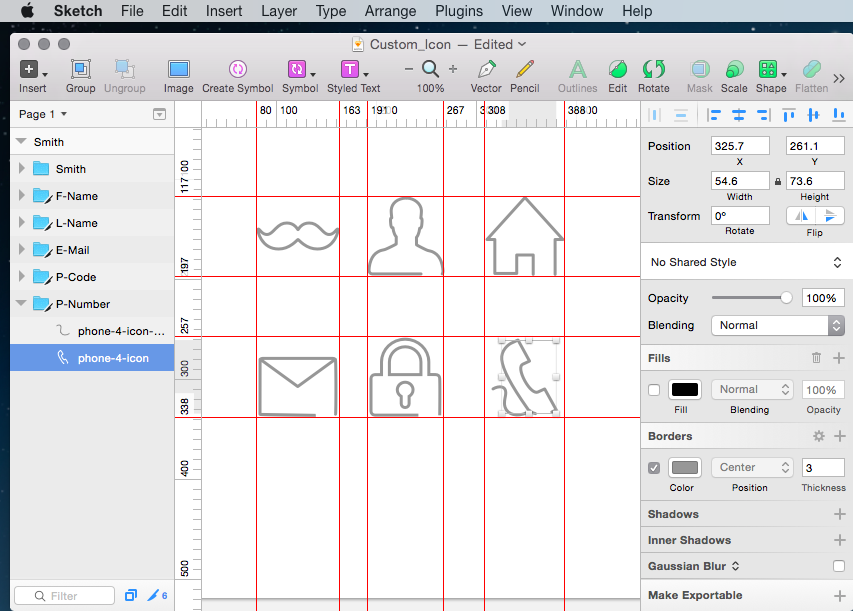 Sketch File Edit Insert Layer Type Arrange Plugins View Window Help
Custom_Icon — Edited
Insert Group Ungroup Image Create Symbol Symbol Styled Text 100% Vector Pencil Outlines Edit Rotate Mask Scale Shape Flatten
Page 1
Smith
Smith
F-Name
L-Name
E-Mail
P-Code
P-Number
phone-4-icon-...
phone-4-icon
Filter
6
80 100 163 191 267 308 388
117
197
257
300
338
400
500
Position 325.7 261.1
X Y
Size 54.6 73.6
Width Height
Transform 0°
Rotate Flip
No Shared Style
Opacity 100%
Blending Normal
Fills
Normal 100%
Fill Blending Opacity
Borders
Center 3
Color Position Thickness
Shadows
Inner Shadows
Gaussian Blur
Make Exportable